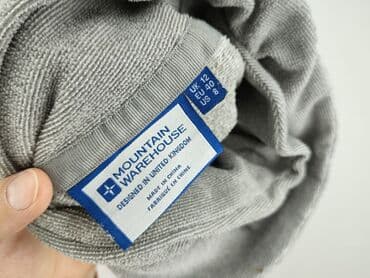 UK 12
EU 40
US 8
MOUNTAIN
WAREHOUSE
DESIGNED IN UNITED KINGDOM
MADE IN CHINA
FABRIQUÉ EN CHINE